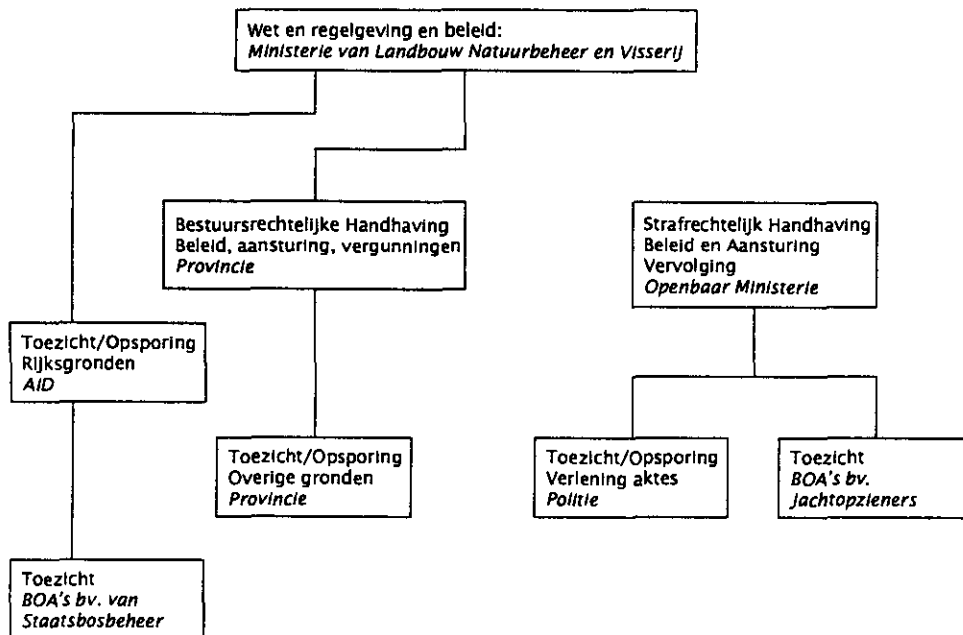 Wet en regelgeving en beleid:
Ministerie van Landbouw Natuurbeheer en Visserij
Bestuursrechtelijke Handhaving
Beleid, aansturing, vergunningen
Provincie
Strafrechtelijk Handhaving
Beleid en Aansturing
Vervolging
Openbaar Ministerie
Toezicht/Opsporing
Rijksgronden
AID
Toezicht/Opsporing
Overige gronden
Provincie
Toezicht/Opsporing
Verlening aktes
Politie
Toezicht
BOA's bv.
Jachtopzieners
Toezicht
BOA's bv. van
Staatsbosbeheer